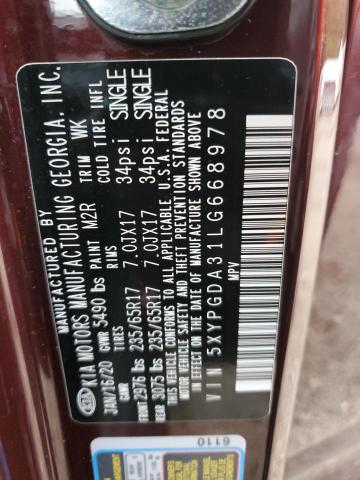 MANUFACTURED BY
KIA MOTORS MANUFACTURING GEORGIA, INC.
JAN/16/20 PAINT M2R TRIM WK
GVWR 5490 lbs
GAWR TIRES RIMS COLD TIRE INFL
FRONT 2976 lbs 235/65R17 7.0JX17 34psi SINGLE
REAR 3075 lbs 235/65R17 7.0JX17 34psi SINGLE
THIS VEHICLE CONFORMS TO ALL APPLICABLE U.S.A. FEDERAL
MOTOR VEHICLE SAFETY AND THEFT PREVENTION STANDARDS
IN EFFECT ON THE DATE OF MANUFACTURE SHOWN ABOVE
VIN 5XYPGDA31LG668978
MPV
6110